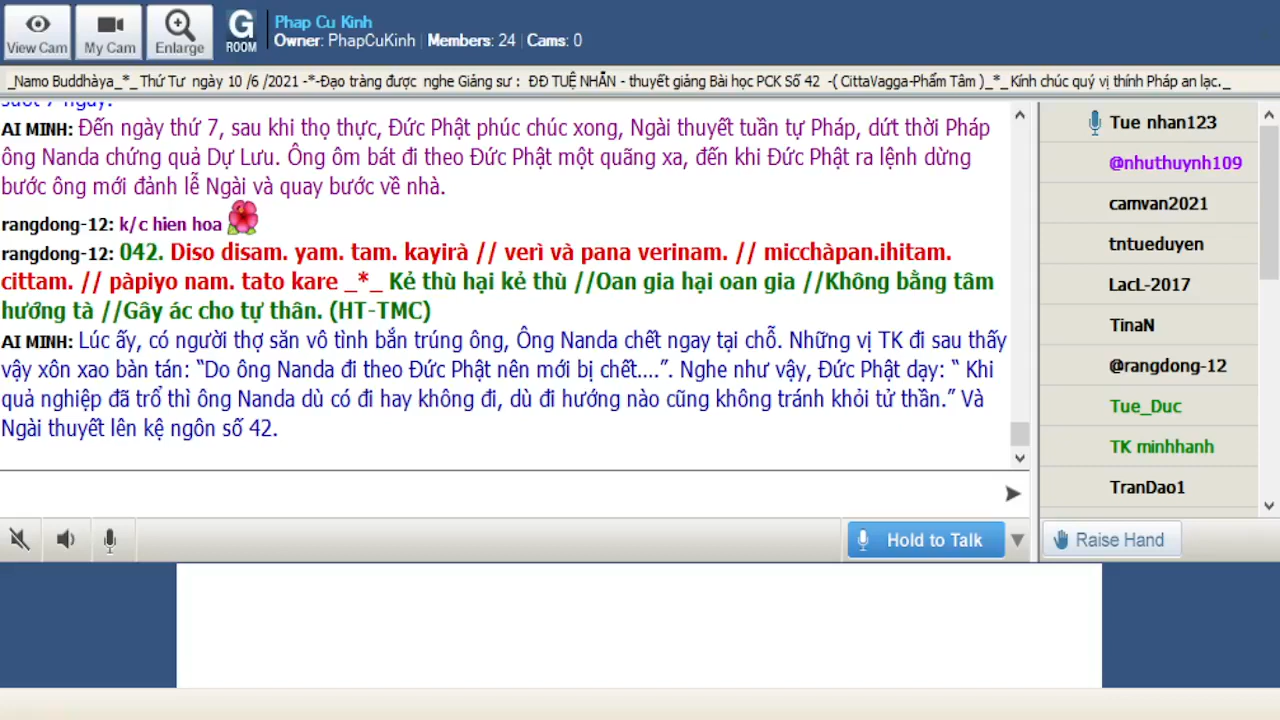 View Cam
My Cam
Enlarge
G
ROOM
Phap Cu Kinh
Owner: PhapCuKinh | Members: 24 | Cams: 0
_Namo Buddhàya_*_ Thứ Tư ngày 10 /6 /2021 -*-Đạo tràng được nghe Giảng sư : ĐĐ TUỆ NHẪN - thuyết giảng Bài học PCK Số 42 -( CittaVagga-Phẩm Tâm )_*_ Kính chúc quý vị thính Pháp an lạc._
suốt 7 ngày.
AI MINH: Đến ngày thứ 7, sau khi thọ thực, Đức Phật phúc chúc xong, Ngài thuyết tuần tự Pháp, dứt thời Pháp
ông Nanda chứng quả Dự Lưu. Ông ôm bát đi theo Đức Phật một quãng xa, đến khi Đức Phật ra lệnh dừng
bước ông mới đảnh lễ Ngài và quay bước về nhà.
rangdong-12: k/c hien hoa
rangdong-12: 042. Diso disam. yam. tam. kayirà // verì và pana verinam. // micchàpan.ihitam.
cittam. // pàpiyo nam. tato kare _*_ Kẻ thù hại kẻ thù //Oan gia hại oan gia //Không bằng tâm
hướng tà //Gây ác cho tự thân. (HT-TMC)
AI MINH: Lúc ấy, có người thợ săn vô tình bắn trúng ông, Ông Nanda chết ngay tại chỗ. Những vị TK đi sau thấy
vậy xôn xao bàn tán: “Do ông Nanda đi theo Đức Phật nên mới bị chết....”. Nghe như vậy, Đức Phật dạy: “ Khi
quả nghiệp đã trổ thì ông Nanda dù có đi hay không đi, dù đi hướng nào cũng không tránh khỏi tử thần.” Và
Ngài thuyết lên kệ ngôn số 42.
Tue nhan123
@nhuthuynh109
camvan2021
tntueduyen
LacL-2017
TinaN
@rangdong-12
Tue_Duc
TK minhhanh
TranDao1
Hold to Talk
Raise Hand